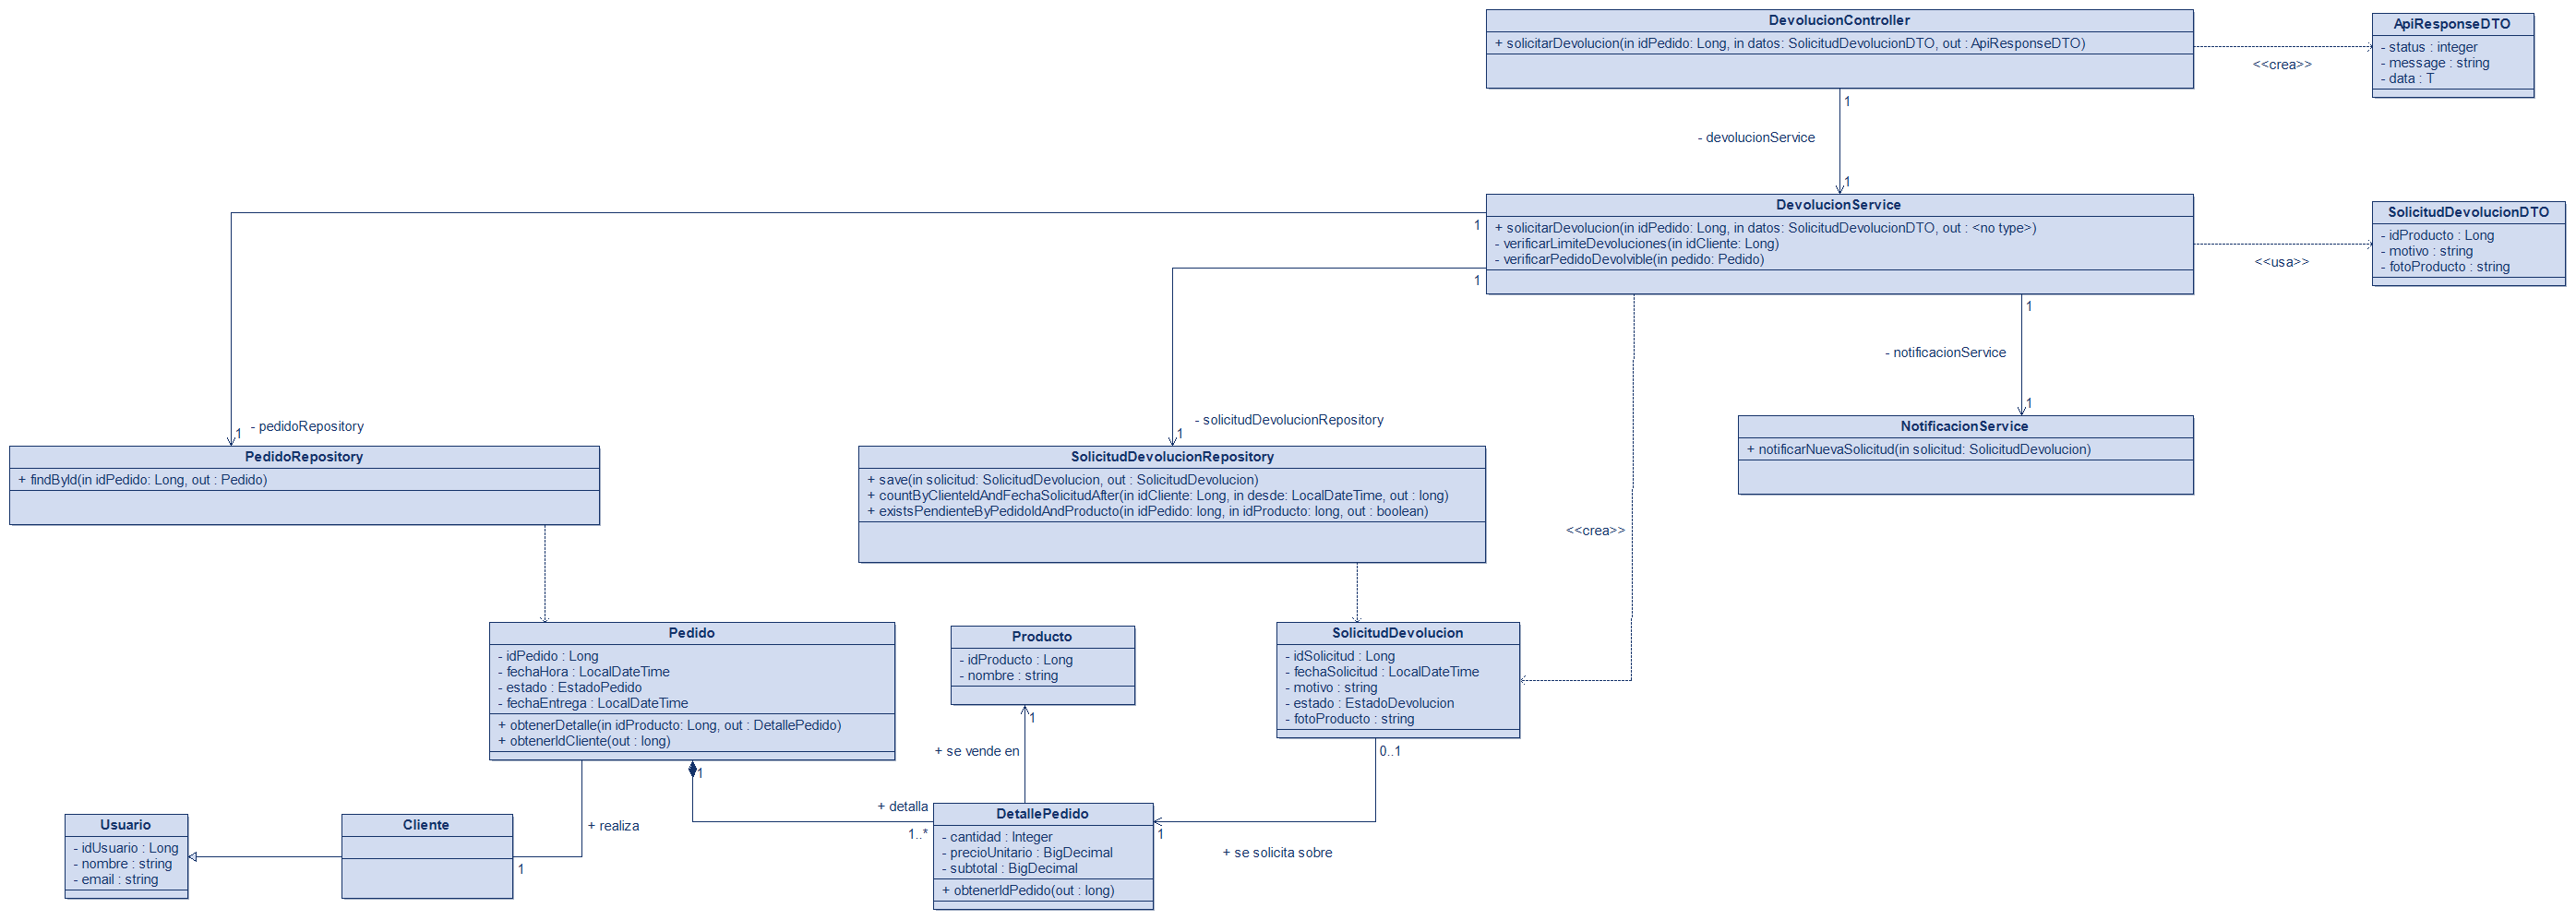 DevolucionController
+ solicitarDevolucion(in idPedido: Long, in datos: SolicitudDevolucionDTO, out : ApiResponseDTO)
ApiResponseDTO
- status : integer
- message : string
- data : T
<<crea>>
1
- devolucionService
1
DevolucionService
+ solicitarDevolucion(in idPedido: Long, in datos: SolicitudDevolucionDTO, out : <no type>)
- verificarLimiteDevoluciones(in idCliente: Long)
- verificarPedidoDevolvible(in pedido: Pedido)
SolicitudDevolucionDTO
- idProducto : Long
- motivo : string
- fotoProducto : string
<<usa>>
1
1
1
- notificacionService
1
- pedidoRepository
1
- solicitudDevolucionRepository
1
PedidoRepository
+ findById(in idPedido: Long, out : Pedido)
SolicitudDevolucionRepository
+ save(in solicitud: SolicitudDevolucion, out : SolicitudDevolucion)
+ countByClienteIdAndFechaSolicitudAfter(in idCliente: Long, in desde: LocalDateTime, out : long)
+ existsPendienteByPedidoIdAndProducto(in idPedido: long, in idProducto: long, out : boolean)
NotificacionService
+ notificarNuevaSolicitud(in solicitud: SolicitudDevolucion)
<<crea>>
Pedido
- idPedido : Long
- fechaHora : LocalDateTime
- estado : EstadoPedido
- fechaEntrega : LocalDateTime
+ obtenerDetalle(in idProducto: Long, out : DetallePedido)
+ obtenerIdCliente(out : long)
Producto
- idProducto : Long
- nombre : string
SolicitudDevolucion
- idSolicitud : Long
- fechaSolicitud : LocalDateTime
- motivo : string
- estado : EstadoDevolucion
- fotoProducto : string
1
+ se vende en
0..1
1
+ detalla
1..*
+ realiza
1
Usuario
- idUsuario : Long
- nombre : string
- email : string
Cliente
DetallePedido
- cantidad : Integer
- precioUnitario : BigDecimal
- subtotal : BigDecimal
+ obtenerIdPedido(out : long)
1
+ se solicita sobre